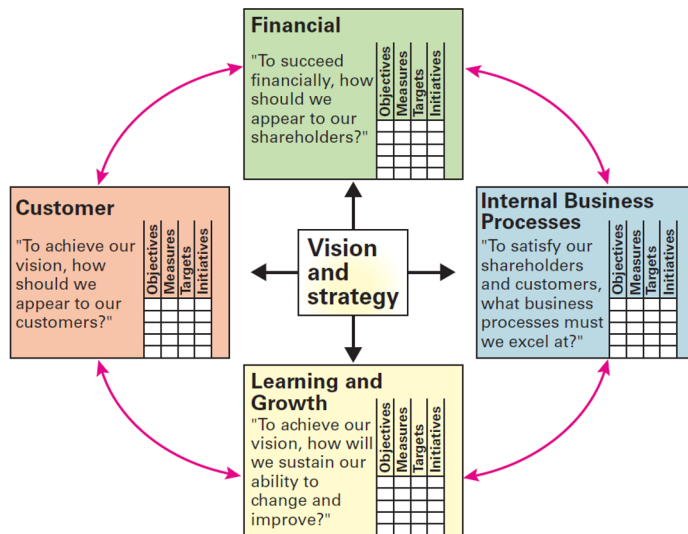 Financial
"To succeed
financially, how
should we
appear to our
shareholders?"
Objectives
Measures
Targets
Initiatives
Customer
"To achieve our
vision, how
should we
appear to our
customers?"
Objectives
Measures
Targets
Initiatives
Vision
and
strategy
Internal Business
Processes
"To satisfy our
shareholders
and customers,
what business
processes must
we excel at?"
Objectives
Measures
Targets
Initiatives
Learning and
Growth
"To achieve our
vision, how will
we sustain our
ability to
change and
improve?"
Objectives
Measures
Targets
Initiatives